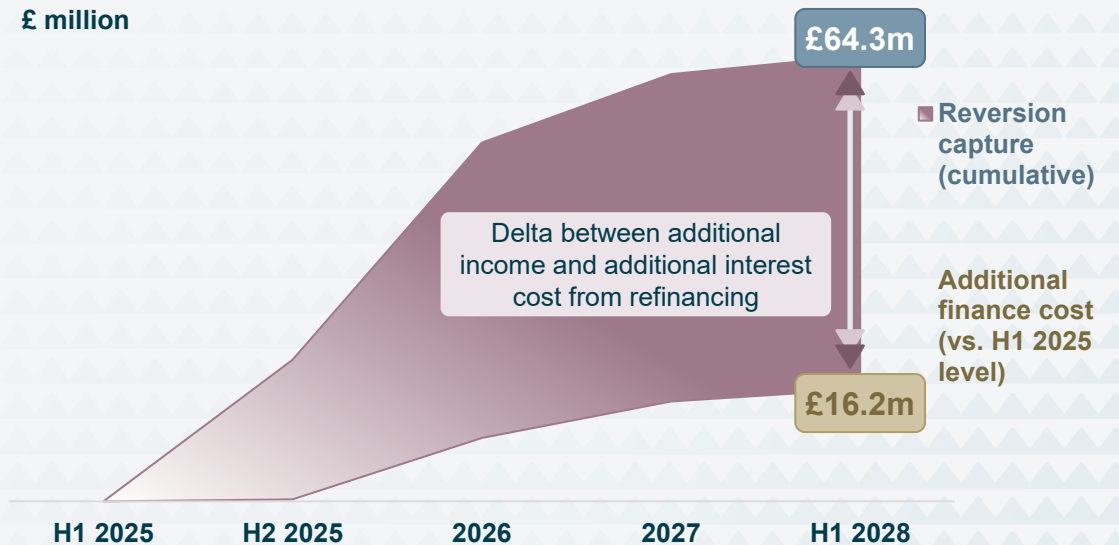 £ million
£64.3m
Reversion
capture
(cumulative)
Delta between additional
income and additional interest
cost from refinancing
Additional
finance cost
(vs. H1 2025
level)
£16.2m
H1 2025
H2 2025
2026
2027
H1 2028